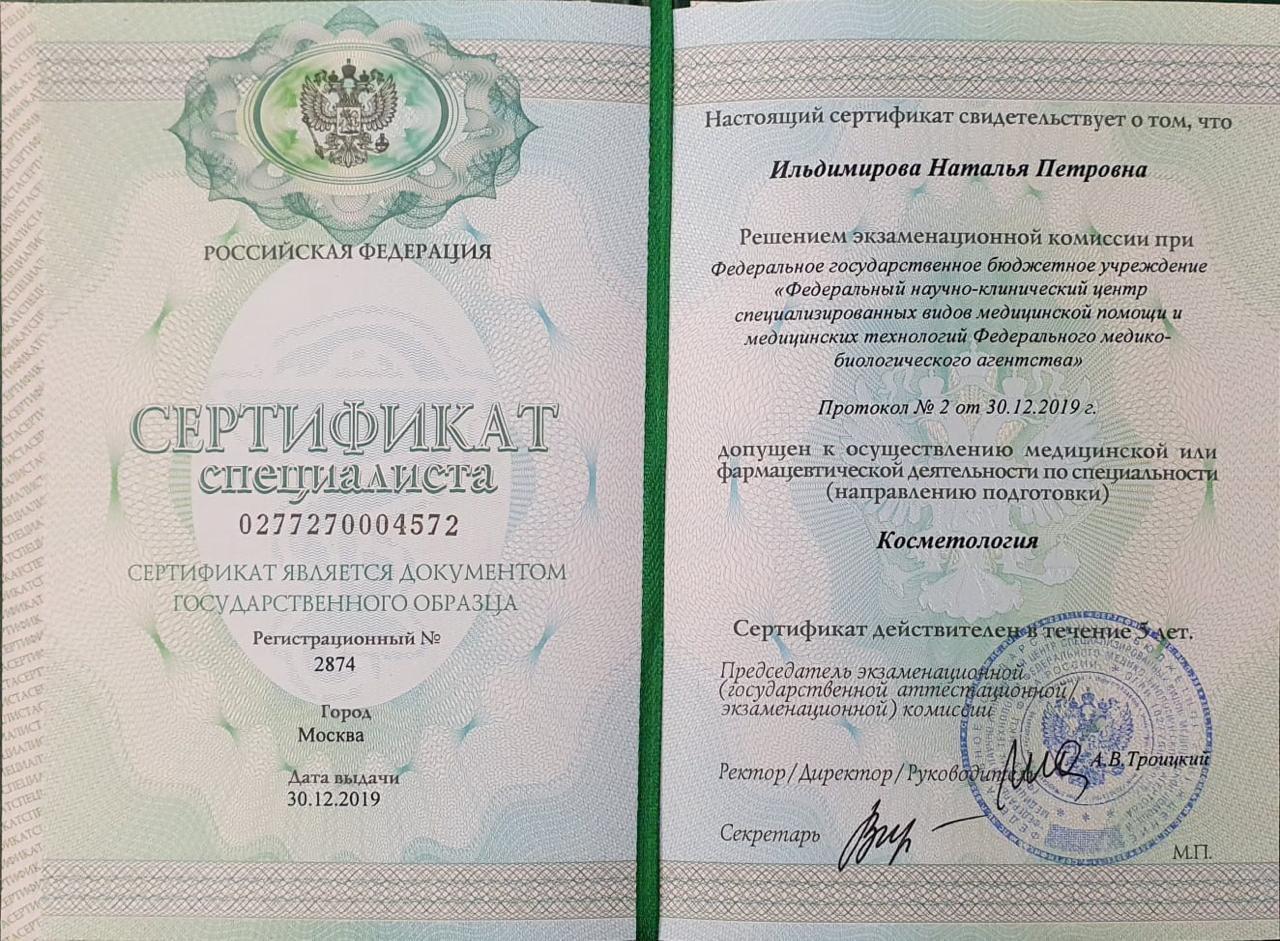 РОССИЙСКАЯ ФЕДЕРАЦИЯ
СЕРТИФИКАТ
специалиста
0277270004572
СЕРТИФИКАТ ЯВЛЯЕТСЯ ДОКУМЕНТОМ
ГОСУДАРСТВЕННОГО ОБРАЗЦА
Регистрационный №
2874
Город
Москва
Дата выдачи
30.12.2019
Настоящий сертификат свидетельствует о том, что
Ильдимирова Наталья Петровна
Решением экзаменационной комиссии при
Федеральное государственное бюджетное учреждение
«Федеральный научно-клинический центр
специализированных видов медицинской помощи и
медицинских технологий Федерального медико-
биологического агентства»
Протокол № 2 от 30.12.2019 г.
допущен к осуществлению медицинской или
фармацевтической деятельности по специальности
(направлению подготовки)
Косметология
Сертификат действителен в течение 5 лет.
Председатель экзаменационной
(государственной аттестационной/
экзаменационной) комиссии
Ректор/Директор/Руководитель
А.В.Троицкий
Секретарь
М.П.